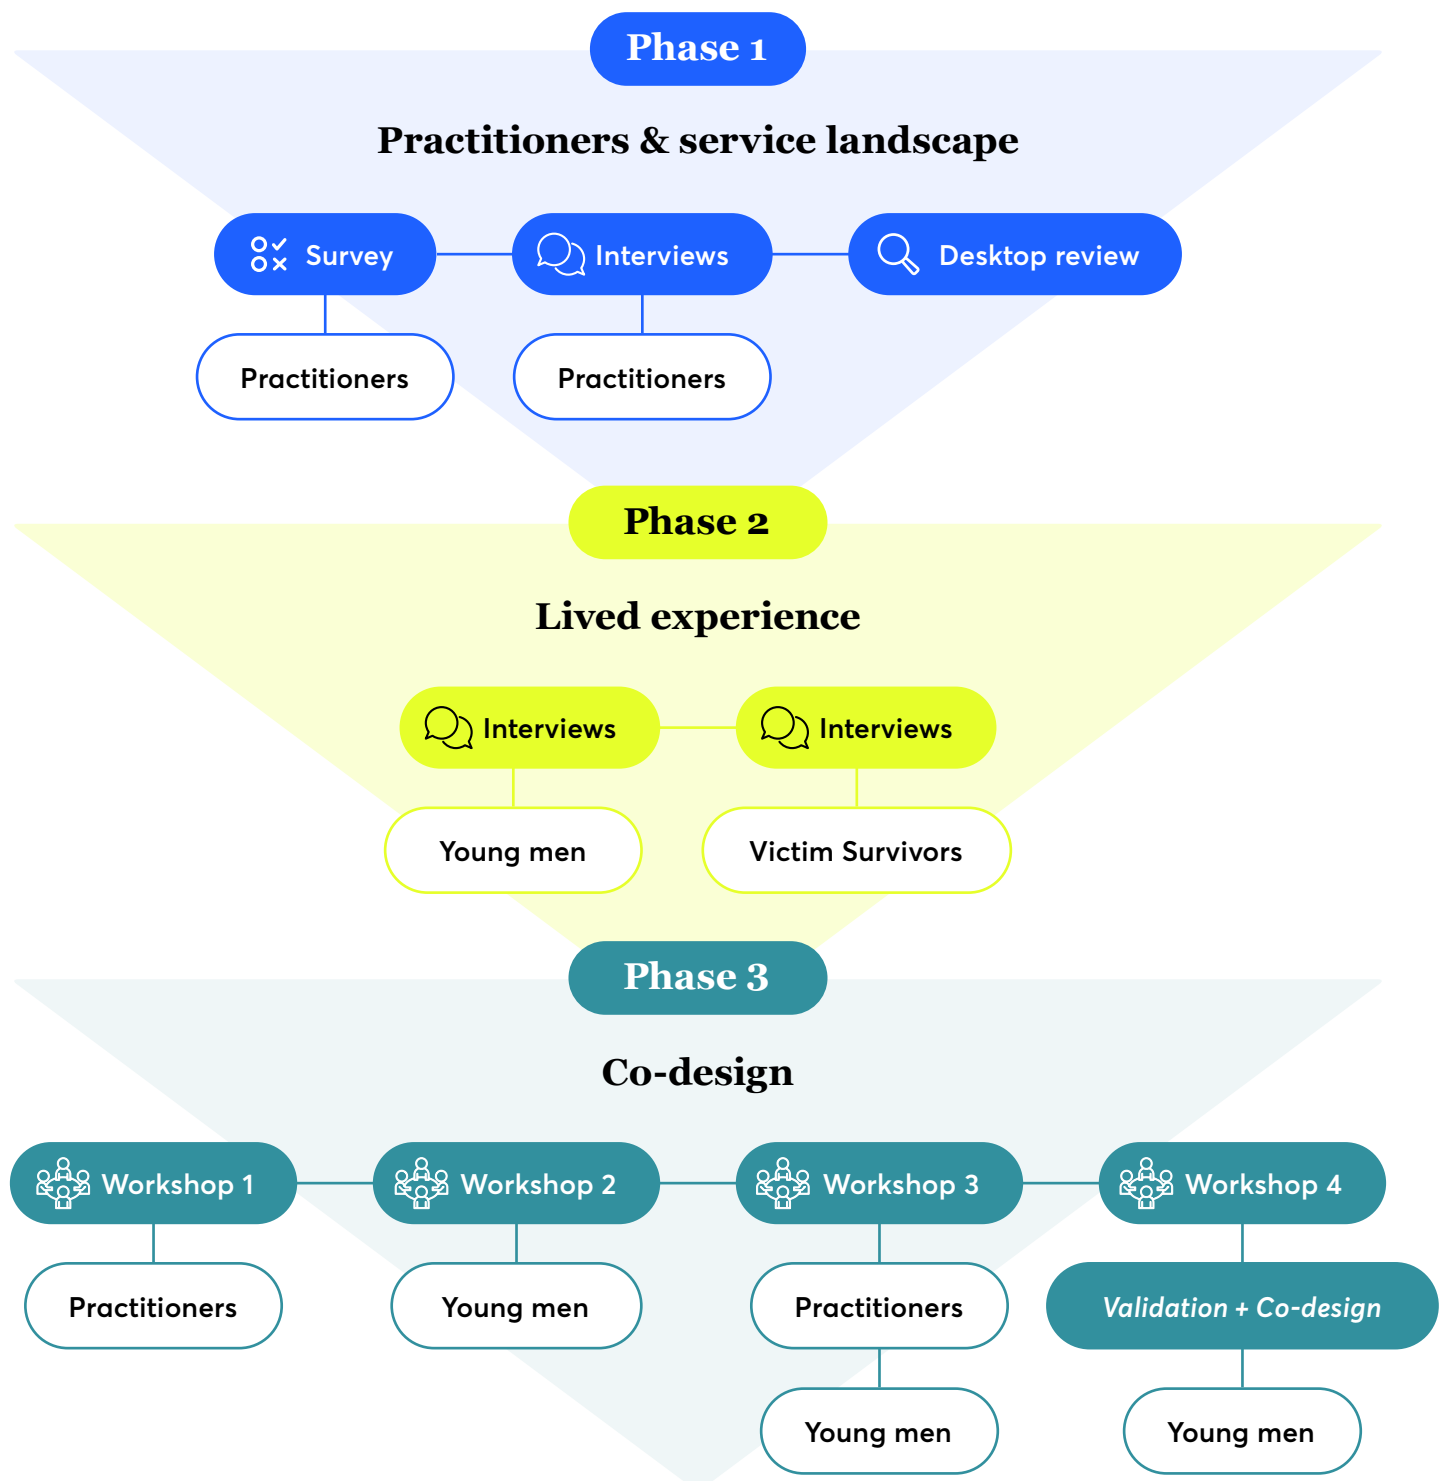 Phase 1
Practitioners & service landscape
Survey
Interviews
Desktop review
Practitioners
Practitioners
Phase 2
Lived experience
Interviews
Interviews
Young men
Victim Survivors
Phase 3
Co-design
Workshop 1
Workshop 2
Workshop 3
Workshop 4
Practitioners
Young men
Practitioners
Validation + Co-design
Young men
Young men